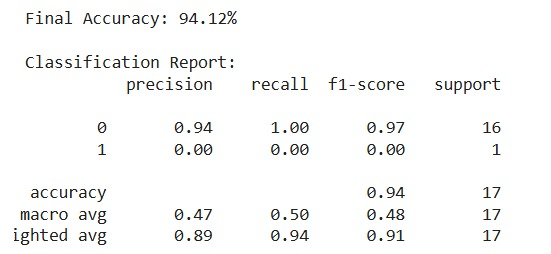 Final Accuracy: 94.12%
Classification Report:
precision recall f1-score support
0 0.94 1.00 0.97 16
1 0.00 0.00 0.00 1
accuracy 0.94 17
macro avg 0.47 0.50 0.48 17
ighted avg 0.89 0.94 0.91 17